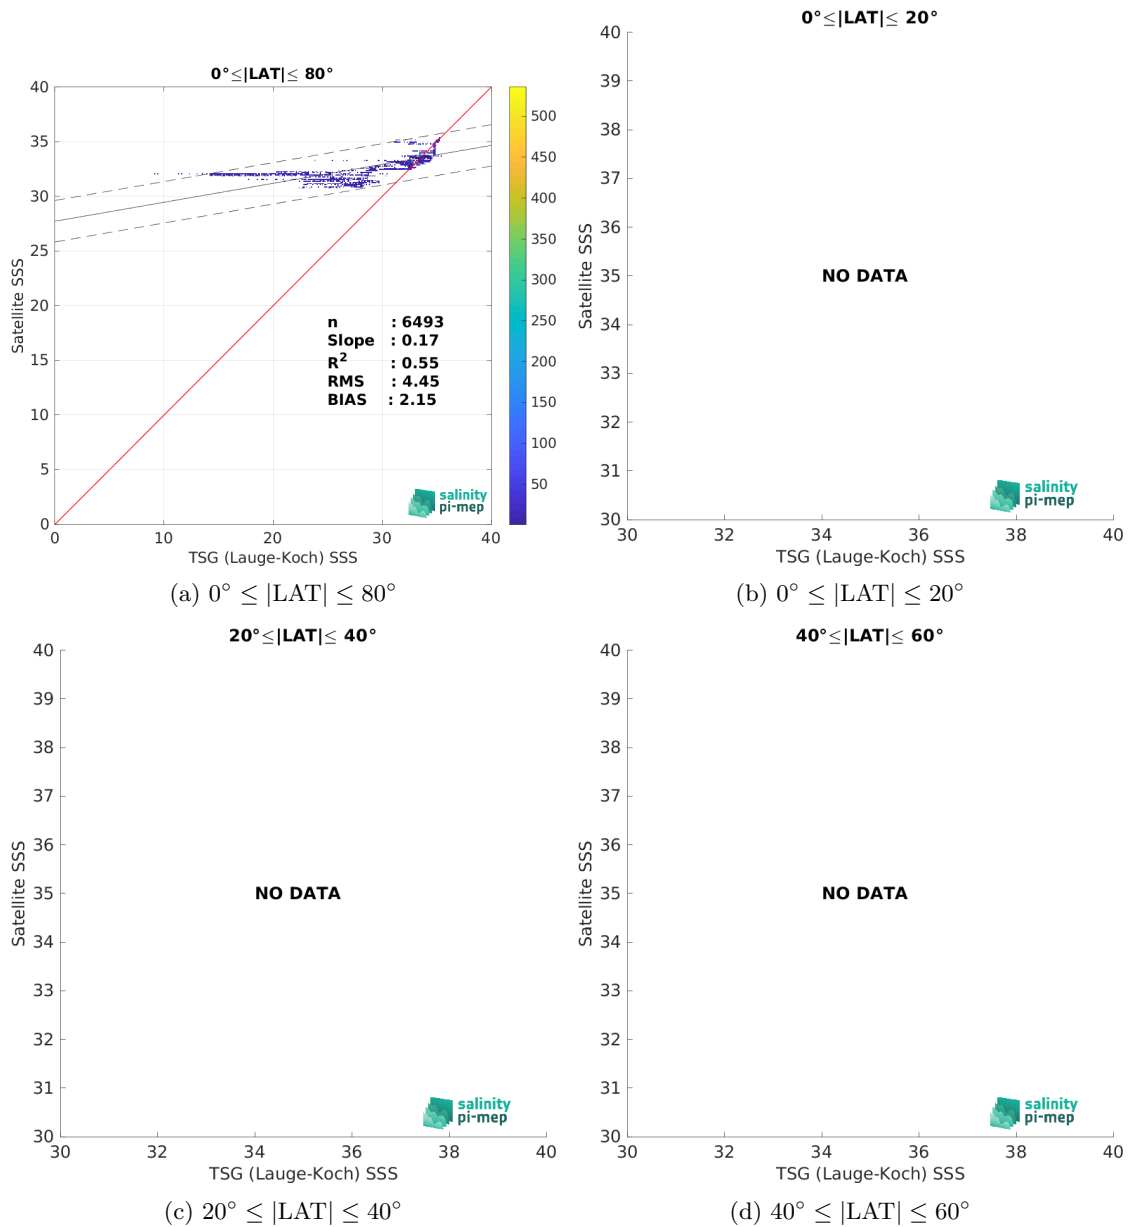 0°≤|LAT|≤ 80°
40
35
30
25
20
15
10
5
0
Satellite SSS
0
10
20
30
40
TSG (Lauge-Koch) SSS
500
450
400
350
300
250
200
150
100
50
n : 6493
Slope : 0.17
R2 : 0.55
RMS : 4.45
BIAS : 2.15
salinity
pi-mep
(a) 0° ≤ |LAT| ≤ 80°
0°≤|LAT|≤ 20°
40
39
38
37
36
35
34
33
32
31
30
Satellite SSS
NO DATA
salinity
pi-mep
30
32
34
36
38
40
TSG (Lauge-Koch) SSS
(b) 0° ≤ |LAT| ≤ 20°
20°≤|LAT|≤ 40°
40
39
38
37
36
35
34
33
32
31
30
Satellite SSS
NO DATA
salinity
pi-mep
30
32
34
36
38
40
TSG (Lauge-Koch) SSS
(c) 20° ≤ |LAT| ≤ 40°
40°≤|LAT|≤ 60°
40
39
38
37
36
35
34
33
32
31
30
Satellite SSS
NO DATA
salinity
pi-mep
30
32
34
36
38
40
TSG (Lauge-Koch) SSS
(d) 40° ≤ |LAT| ≤ 60°